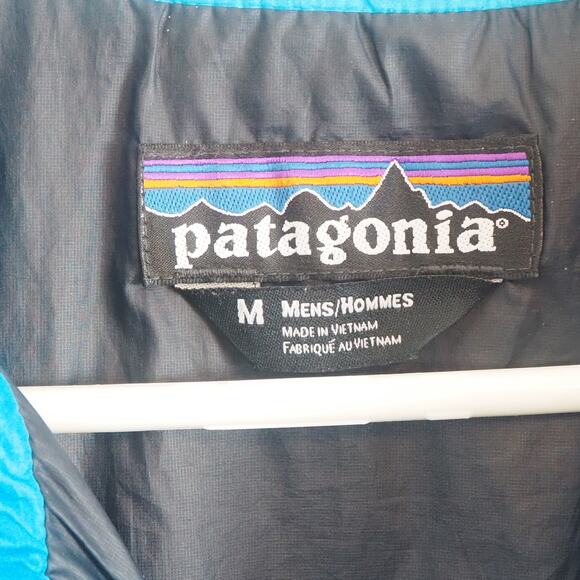 patagonia®
M MENS/HOMMES
MADE IN VIETNAM
FABRIQUÉ AU VIETNAM